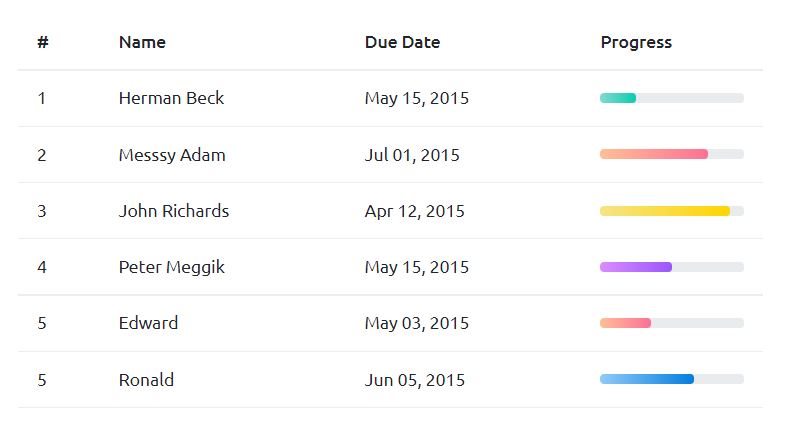 # Name Due Date Progress
1 Herman Beck May 15, 2015
2 Messsy Adam Jul 01, 2015
3 John Richards Apr 12, 2015
4 Peter Meggik May 15, 2015
5 Edward May 03, 2015
5 Ronald Jun 05, 2015